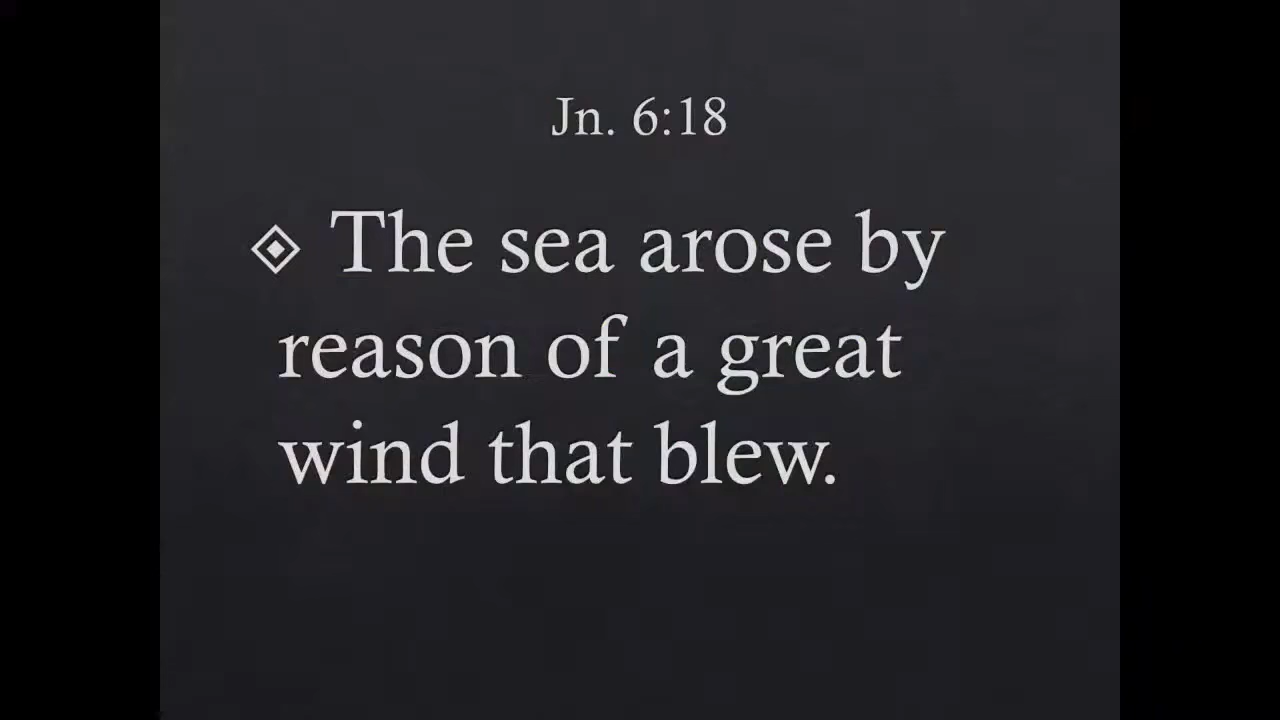 Jn. 6:18
The sea arose by
reason of a great
wind that blew.